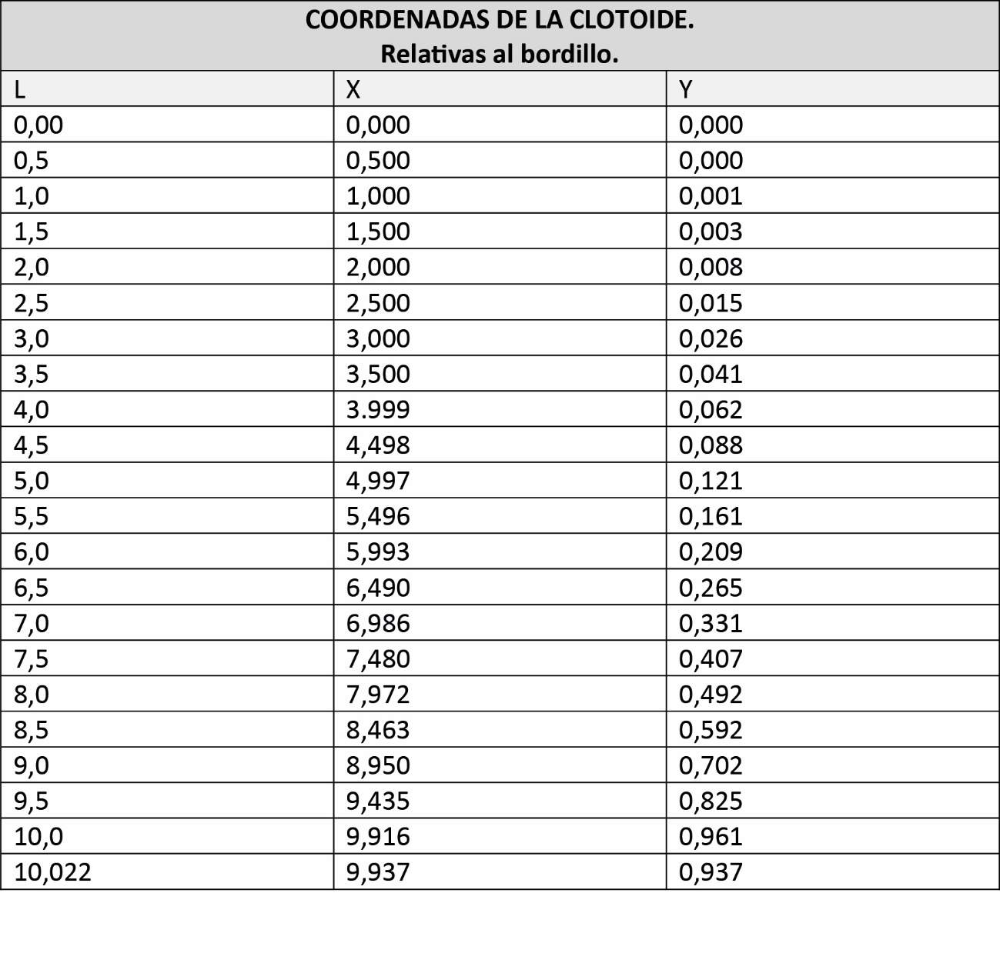 COORDENADAS DE LA CLOTOIDE.
Relativas al bordillo.
L X Y
0,00 0,000 0,000
0,5 0,500 0,000
1,0 1,000 0,001
1,5 1,500 0,003
2,0 2,000 0,008
2,5 2,500 0,015
3,0 3,000 0,026
3,5 3,500 0,041
4,0 3.999 0,062
4,5 4,498 0,088
5,0 4,997 0,121
5,5 5,496 0,161
6,0 5,993 0,209
6,5 6,490 0,265
7,0 6,986 0,331
7,5 7,480 0,407
8,0 7,972 0,492
8,5 8,463 0,592
9,0 8,950 0,702
9,5 9,435 0,825
10,0 9,916 0,961
10,022 9,937 0,937